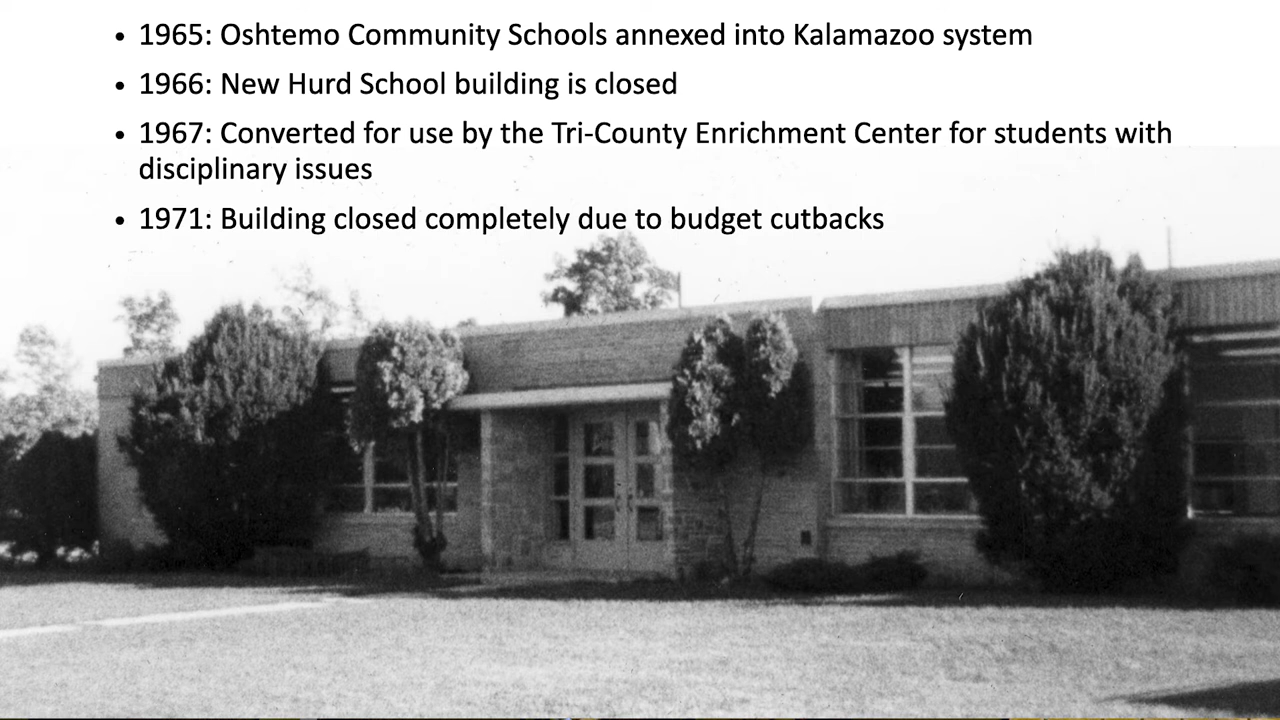 • 1965: Oshtemo Community Schools annexed into Kalamazoo system
• 1966: New Hurd School building is closed
• 1967: Converted for use by the Tri-County Enrichment Center for students with
disciplinary issues
• 1971: Building closed completely due to budget cutbacks